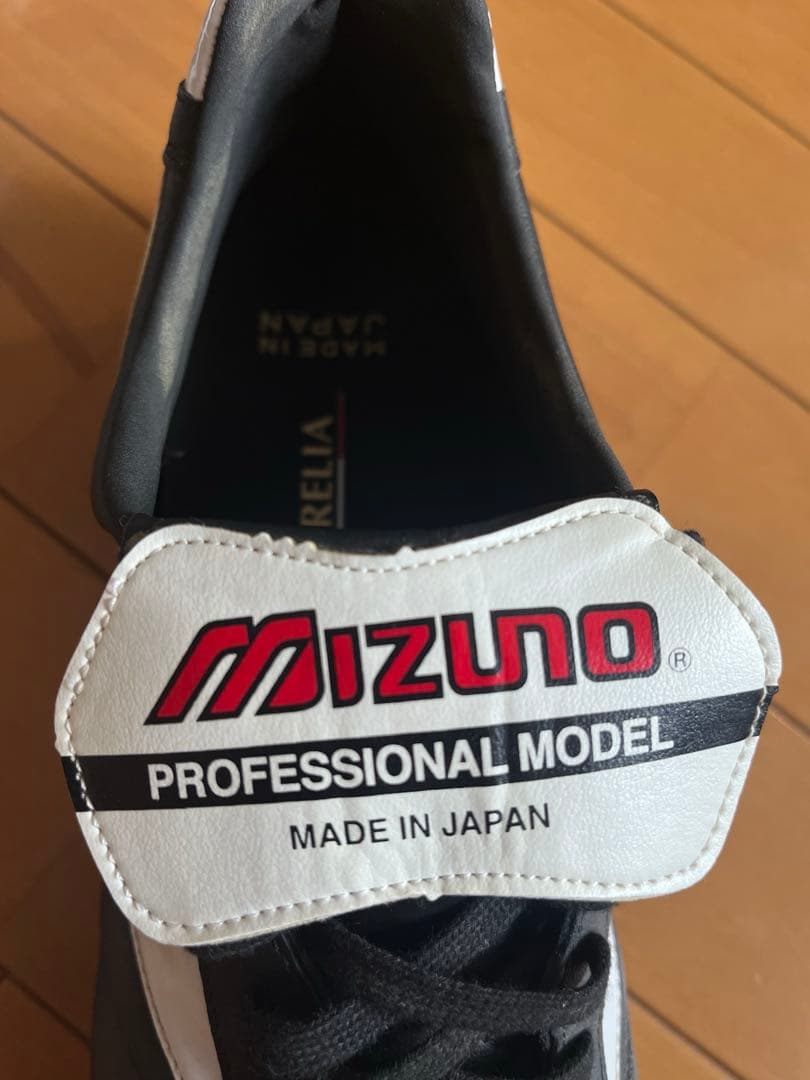 MADE IN
JAPAN
RELIA
MIZUNO®
PROFESSIONAL MODEL
MADE IN JAPAN